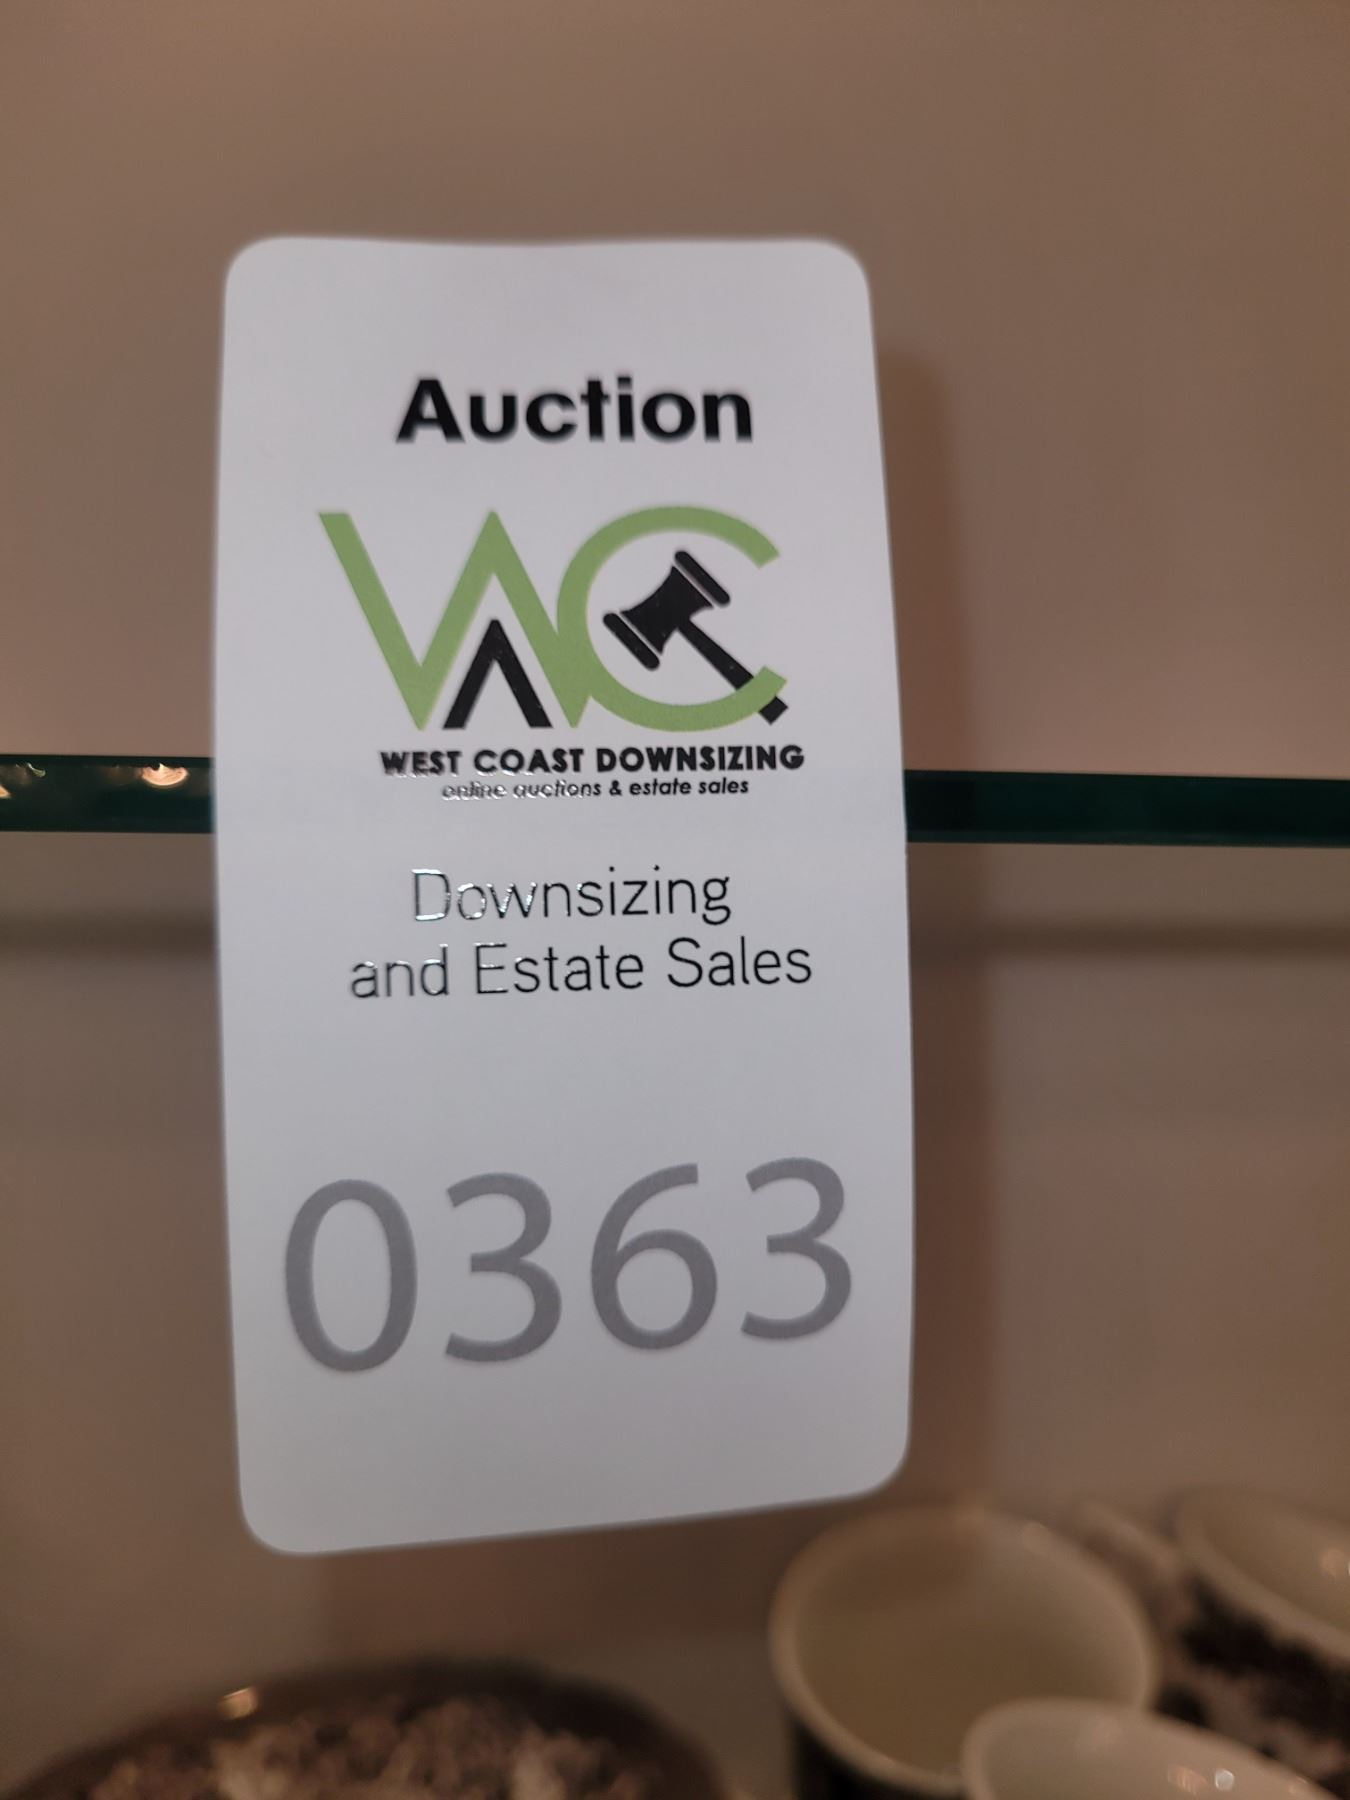 Auction
WC
WEST COAST DOWNSIZING
online auctions & estate sales
Downsizing
and Estate Sales
0363